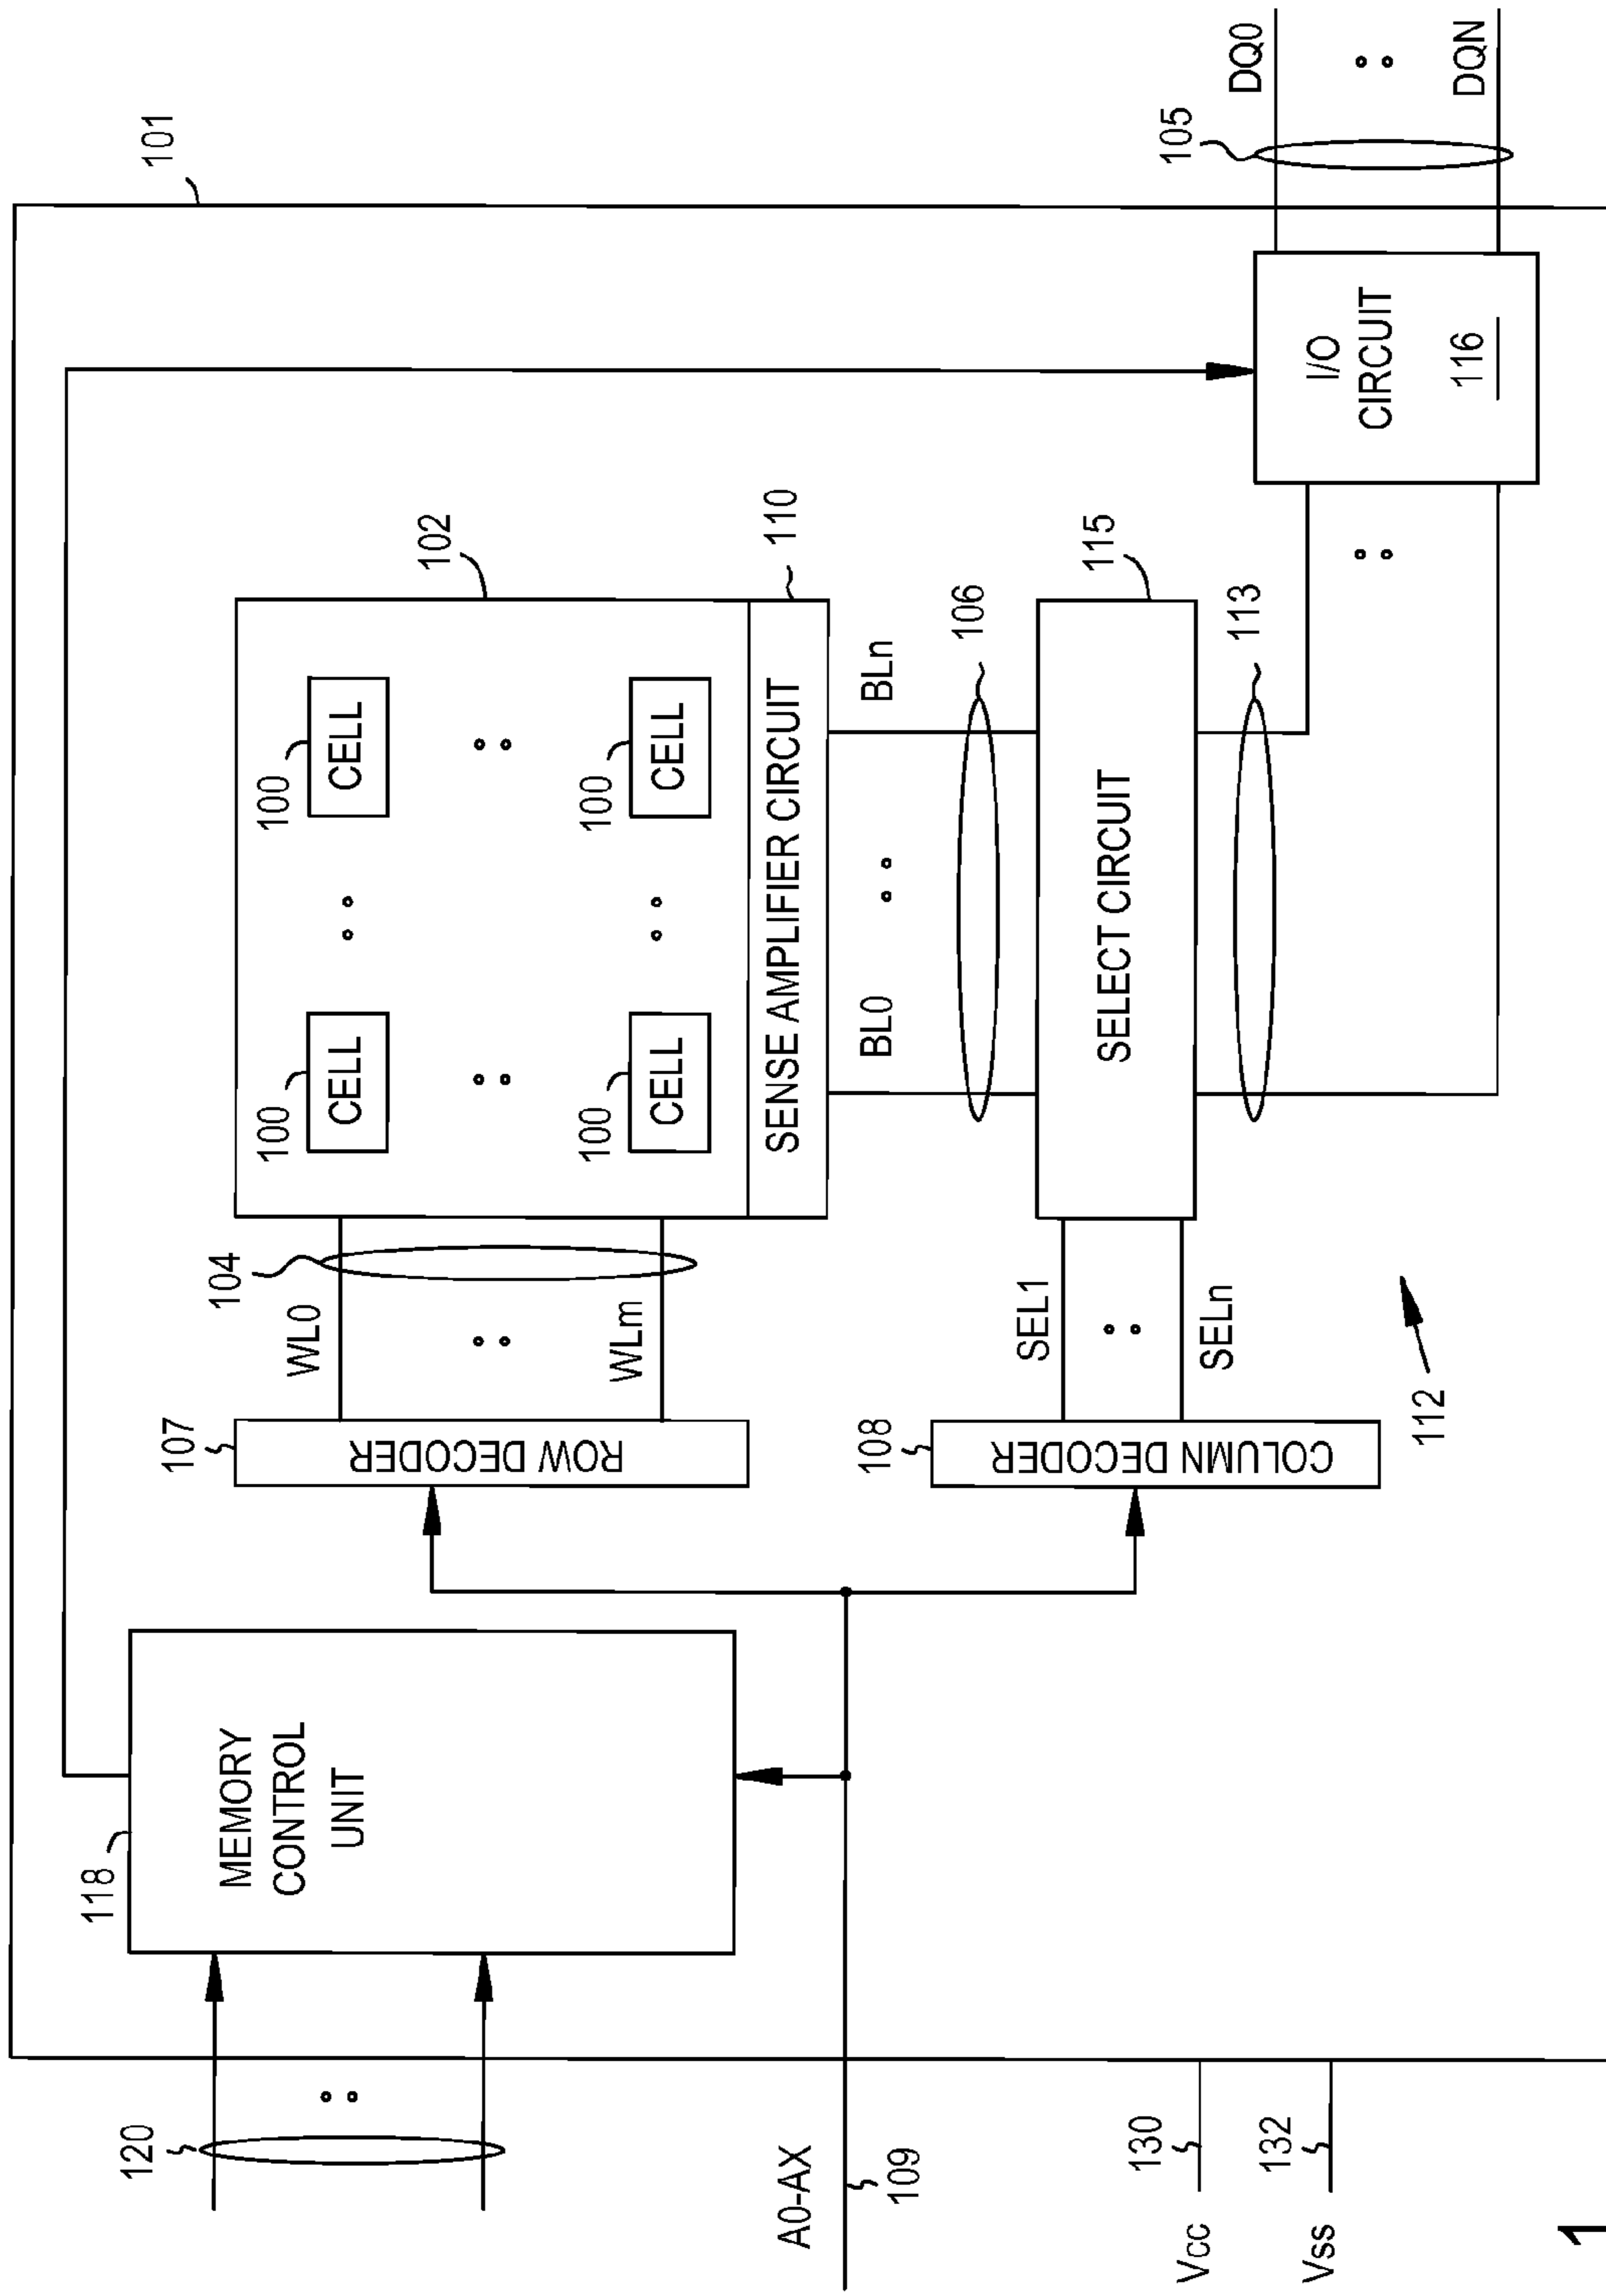 101
118
MEMORY
CONTROL
UNIT
120
107
ROW DECODER
WL0
WLm
104
102
100
CELL
100
CELL
100
CELL
100
CELL
SENSE AMPLIFIER CIRCUIT
110
BL0
BLn
106
A0-AX
109
108
COLUMN DECODER
SEL1
SELn
SELECT CIRCUIT
115
113
112
I/O
CIRCUIT
116
105
DQ0
DQN
Vcc
130
Vss
132
1